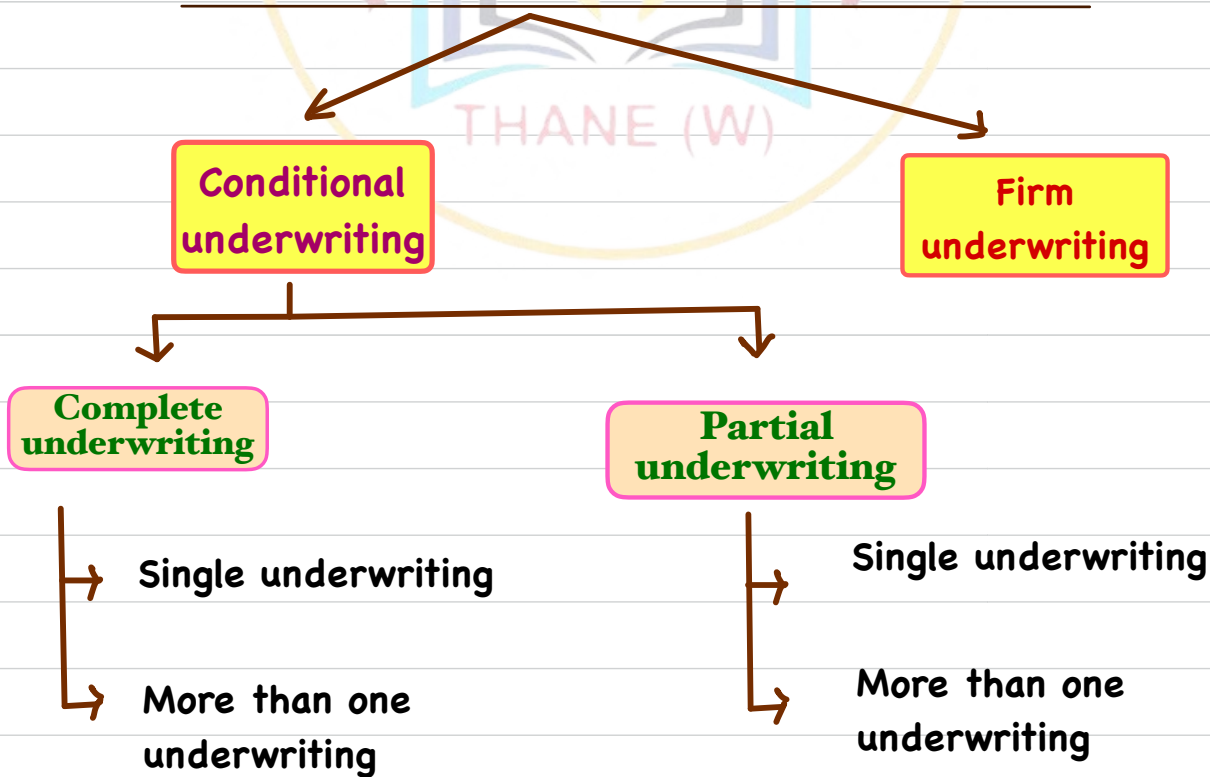 THANE (W)
Conditional
underwriting
Firm
underwriting
Complete
underwriting
Partial
underwriting
Single underwriting
More than one
underwriting
Single underwriting
More than one
underwriting